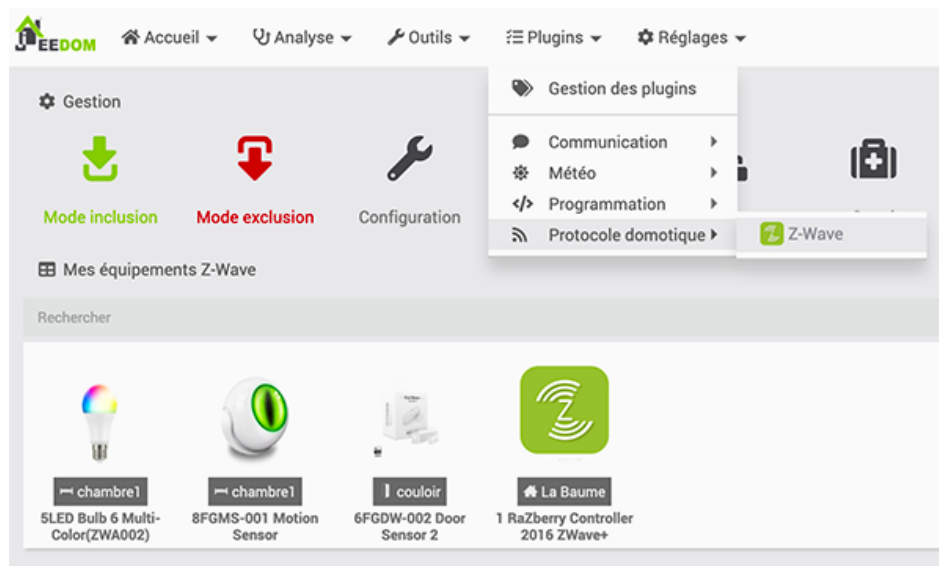 JEEDOM Accueil Analyse Outils Plugins Réglages
Gestion des plugins
Gestion
Communication
Météo
Programmation
Mode inclusion Mode exclusion Configuration
Protocole domotique Z-Wave
Mes équipements Z-Wave
Rechercher
chambre1 chambre1 couloir La Baume
5LED Bulb 6 Multi- 8FGMS-001 Motion 6FGDW-002 Door 1 RaZberry Controller
Color(ZWA002) Sensor Sensor 2 2016 ZWave+